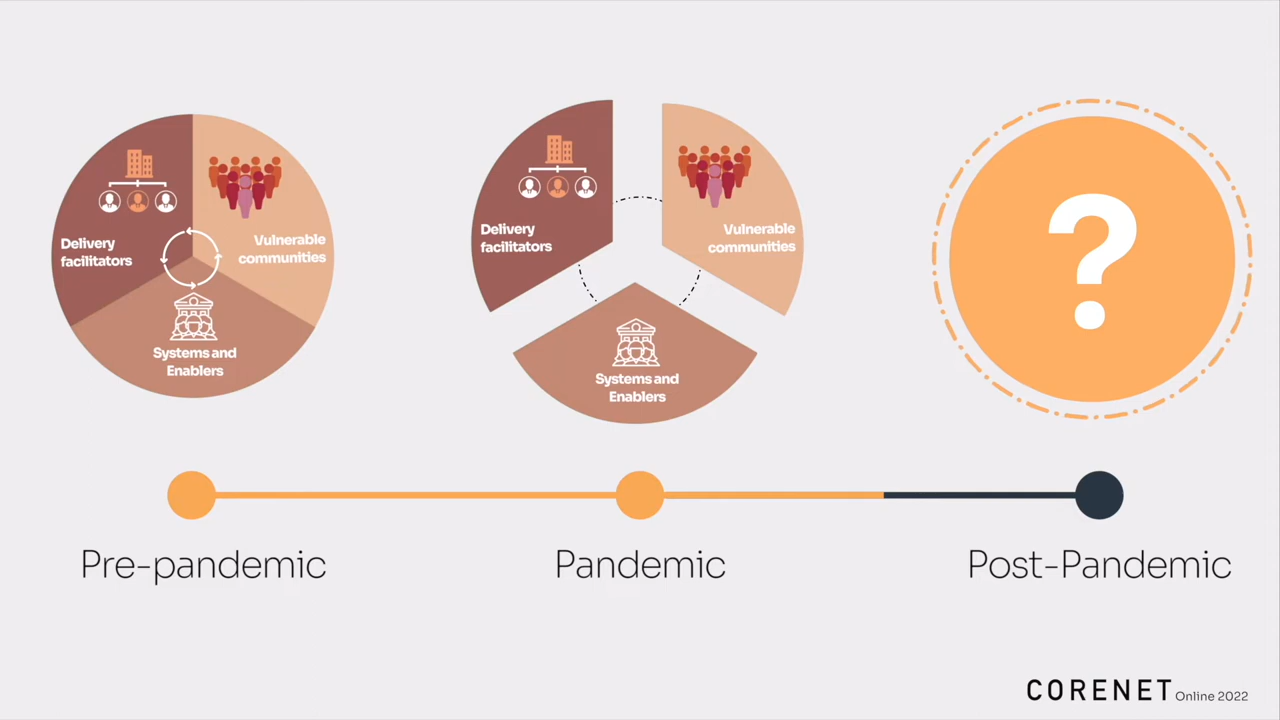 Delivery
facilitators
Vulnerable
communities
Systems and
Enablers
Delivery
facilitators
Vulnerable
communities
Systems and
Enablers
?
Pre-pandemic
Pandemic
Post-Pandemic
CORENET Online 2022